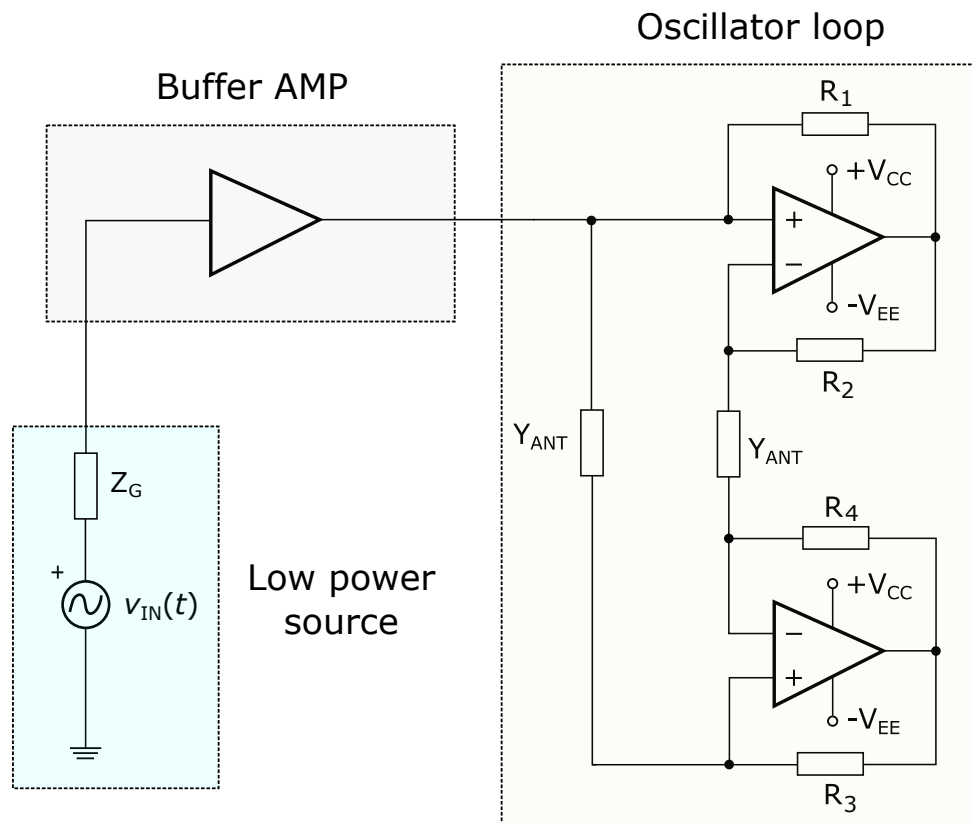 Oscillator loop
Buffer AMP
R1
+VCC
+
−
-VEE
R2
YANT
YANT
ZG
R4
+
vIN(t)
Low power
source
+VCC
−
+
-VEE
R3